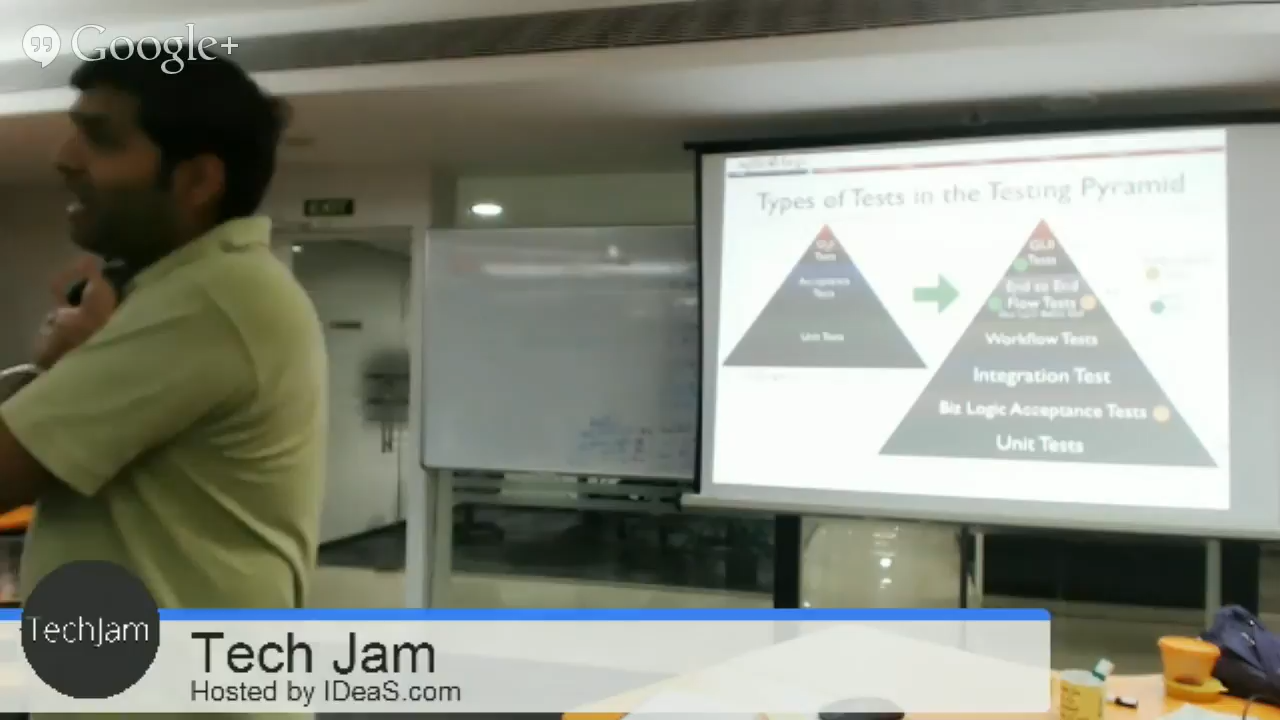 Google+
EXIT
Types of Tests in the Testing Pyramid
GUI
Tests
Acceptance
Tests
Unit Tests
GUI
Tests
End to End
Flow Tests
Workflow Tests
Integration Test
Biz Logic Acceptance Tests
Unit Tests
TechJam
Tech Jam
Hosted by IDeaS.com